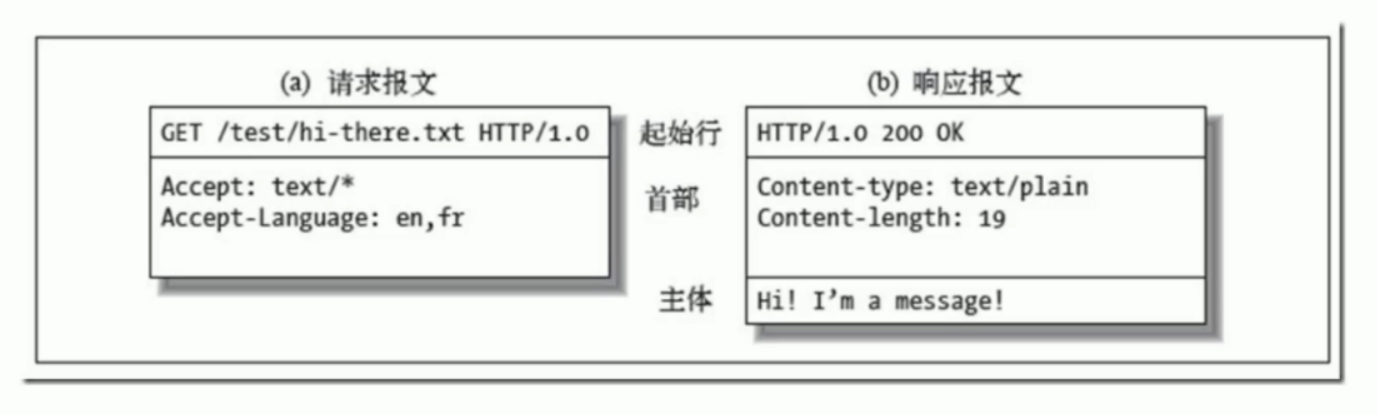 (a) 请求报文
GET /test/hi-there.txt HTTP/1.0
Accept: text/*
Accept-Language: en,fr
起始行
首部
主体
(b) 响应报文
HTTP/1.0 200 OK
Content-type: text/plain
Content-length: 19
Hi! I’m a message!